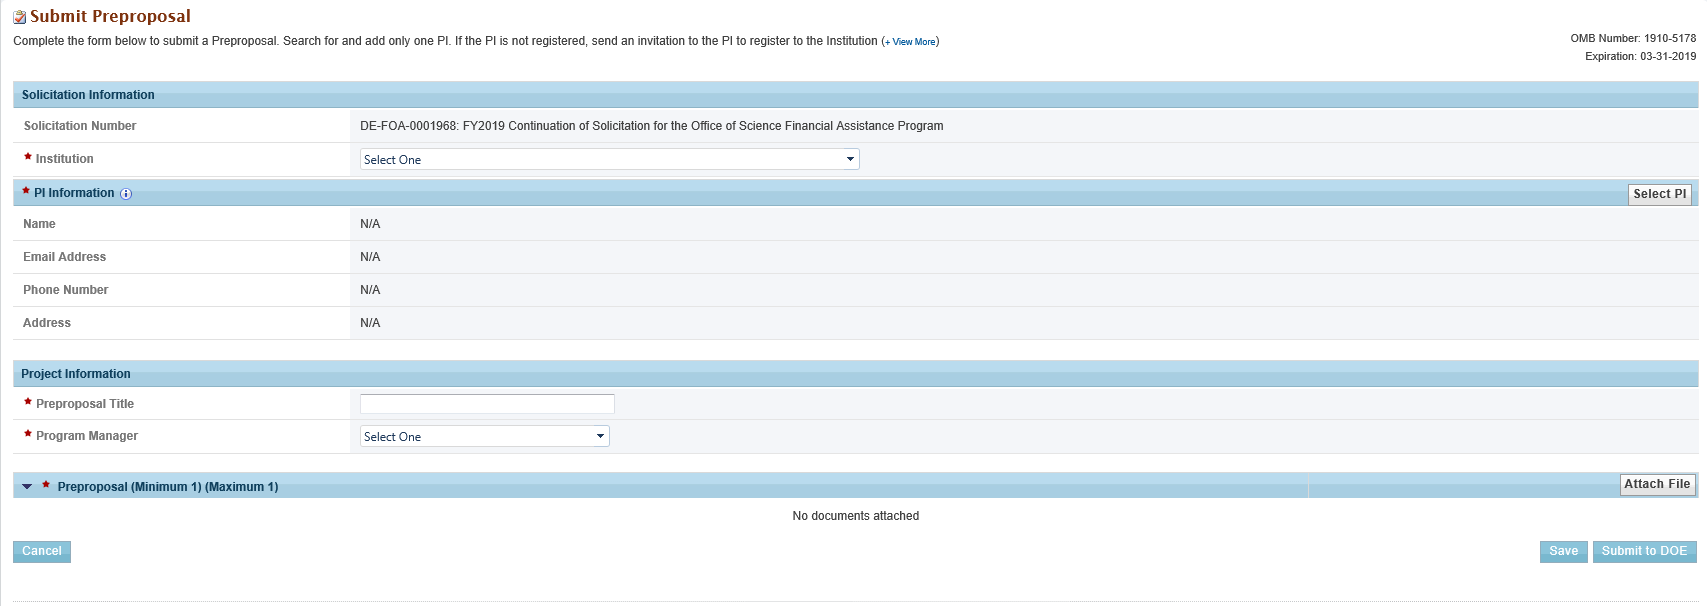 Submit Preproposal
Complete the form below to submit a Preproposal. Search for and add only one PI. If the PI is not registered, send an invitation to the PI to register to the Institution (+ View More)
OMB Number: 1910-5178
Expiration: 03-31-2019
Solicitation Information
Solicitation Number DE-FOA-0001968: FY2019 Continuation of Solicitation for the Office of Science Financial Assistance Program
* Institution Select One
* PI Information Select PI
Name N/A
Email Address N/A
Phone Number N/A
Address N/A
Project Information
* Preproposal Title
* Program Manager Select One
* Preproposal (Minimum 1) (Maximum 1) Attach File
No documents attached
Cancel Save Submit to DOE